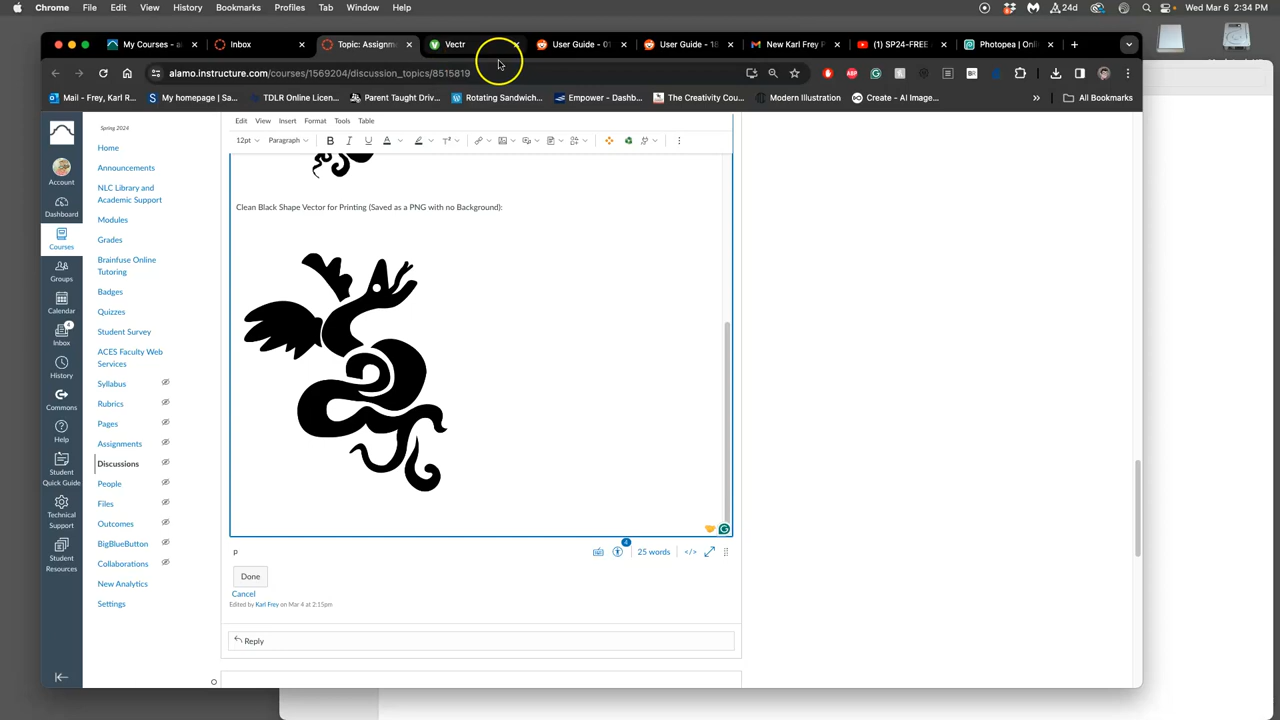 Chrome File Edit View History Bookmarks Profiles Tab Window Help 24d Wed Mar 6 2:34 PM
My Courses - a Inbox Topic: Assignm Vectr User Guide - 01 User Guide - 18 New Karl Frey P (1) SP24-FREE Photopea | Onl
alamo.instructure.com/courses/1569204/discussion_topics/8515819
Mail - Frey, Karl R... My homepage | Sa... TDLR Online Licen... Parent Taught Driv... Rotating Sandwich... Empower - Dashb... The Creativity Cou... Modern Illustration Create - AI Image... » All Bookmarks
Spring 2024
Home
Announcements
NLC Library and
Academic Support
Modules
Grades
Brainfuse Online
Tutoring
Badges
Quizzes
Student Survey
ACES Faculty Web
Services
Syllabus
Rubrics
Pages
Assignments
Discussions
People
Files
Outcomes
BigBlueButton
Collaborations
New Analytics
Settings
Account
Dashboard
Courses
Groups
Calendar
4
Inbox
History
Commons
Help
Student
Quick Guide
Technical
Support
Student
Resources
Edit View Insert Format Tools Table
12pt Paragraph B I U A T²
Clean Black Shape Vector for Printing (Saved as a PNG with no Background):
p 4 25 words </>
Done
Cancel
Edited by Karl Frey on Mar 4 at 2:15pm
Reply